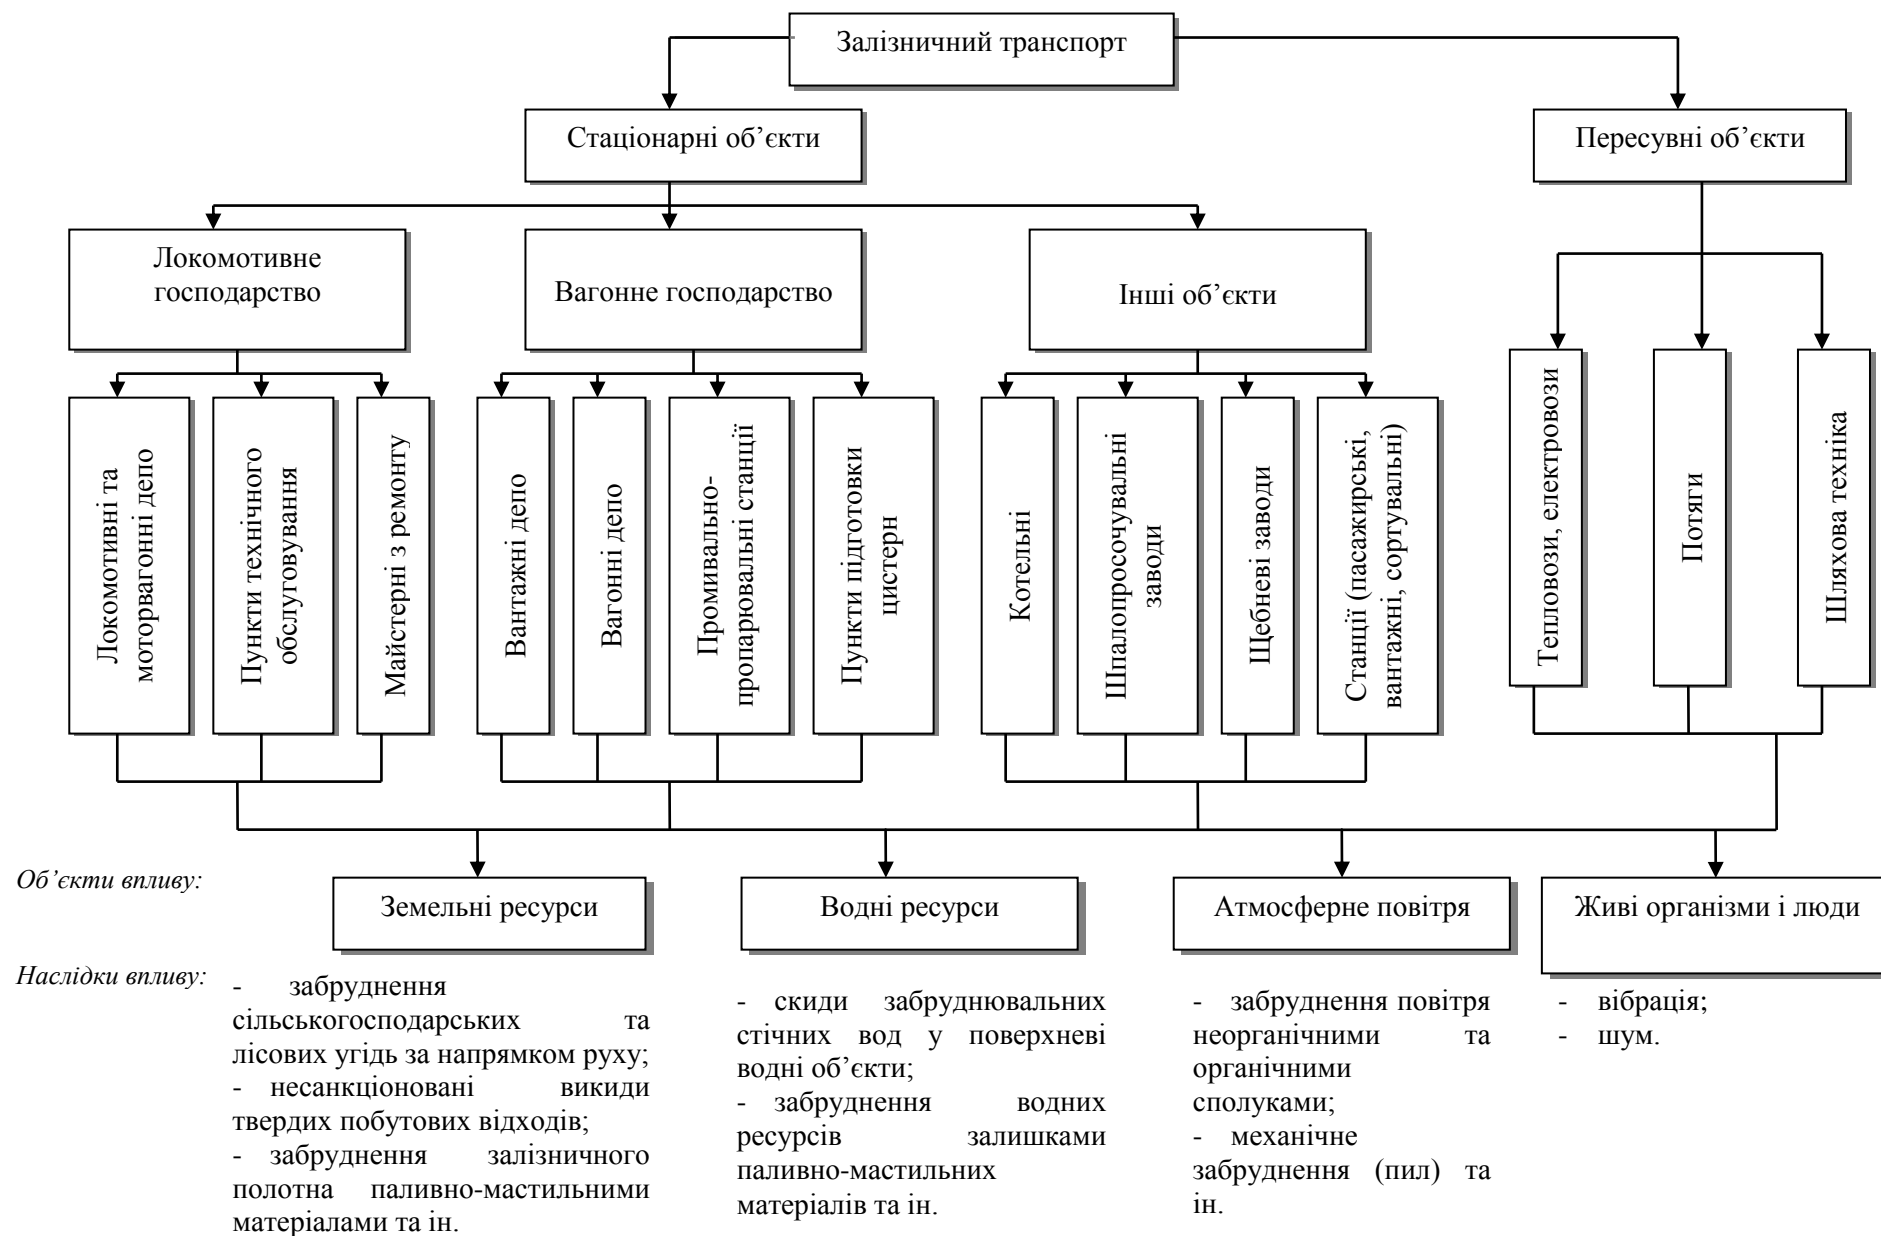 Залізничний транспорт
Стаціонарні об’єкти
Пересувні об’єкти
Локомотивне
господарство
Вагонне господарство
Інші об’єкти
Локомотивні та
моторвагонні депо
Пункти технічного
обслуговування
Майстерні з ремонту
Вантажні депо
Вагонні депо
Промивально-
пропарювальні станції
Пункти підготовки
цистерн
Котельні
Шпалопросочувальні
заводи
Щебневі заводи
Станції (пасажирські,
вантажні, сортувальні)
Тепловози, електровози
Потяги
Шляхова техніка
Об’єкти впливу:
Земельні ресурси
Водні ресурси
Атмосферне повітря
Живі організми і люди
Наслідки впливу:
- забруднення
сільськогосподарських та
лісових угідь за напрямком руху;
- несанкціоновані викиди
твердих побутових відходів;
- забруднення залізничного
полотна паливно-мастильними
матеріалами та ін.
- скиди забруднювальних
стічних вод у поверхневі
водні об’єкти;
- забруднення водних
ресурсів залишками
паливно-мастильних
матеріалів та ін.
- забруднення повітря
неорганічними та
органічними
сполуками;
- механічне
забруднення (пил) та
ін.
- вібрація;
- шум.